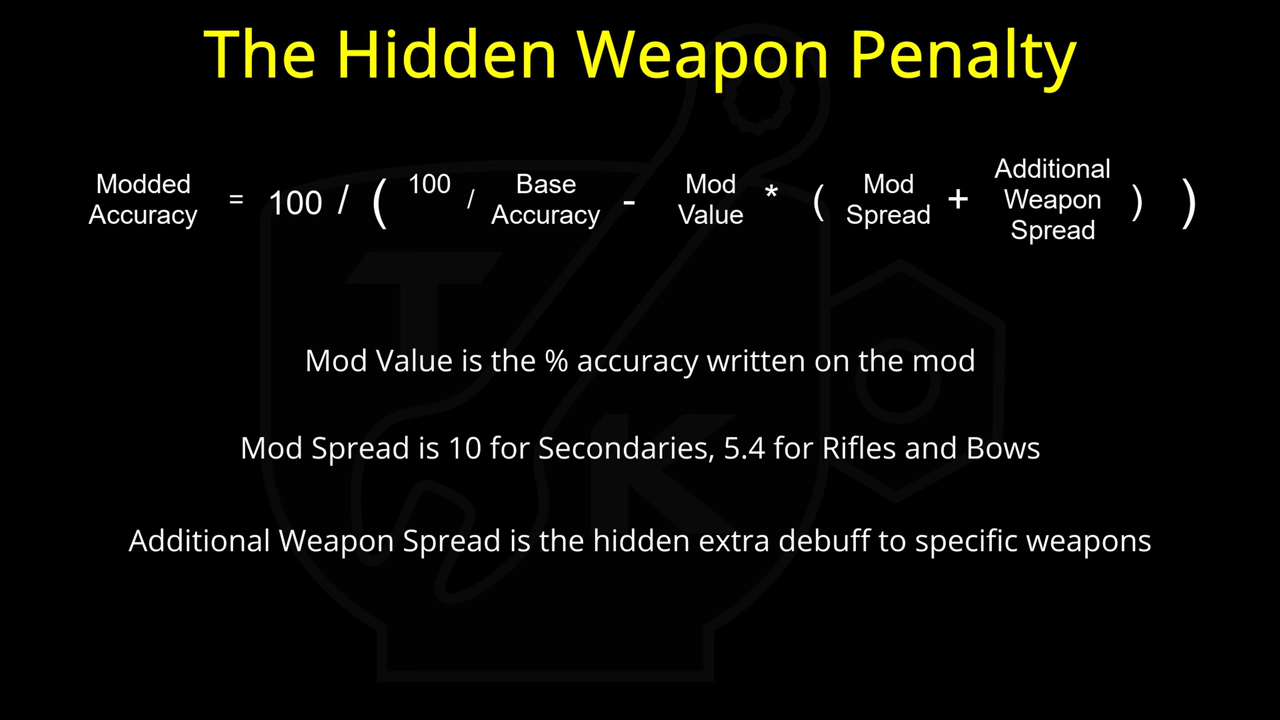 The Hidden Weapon Penalty
Modded Accuracy = 100 / ( 100 / Base Accuracy - Mod Value * ( Mod Spread + Additional Weapon Spread ) )
Mod Value is the % accuracy written on the mod
Mod Spread is 10 for Secondaries, 5.4 for Rifles and Bows
Additional Weapon Spread is the hidden extra debuff to specific weapons
T
K